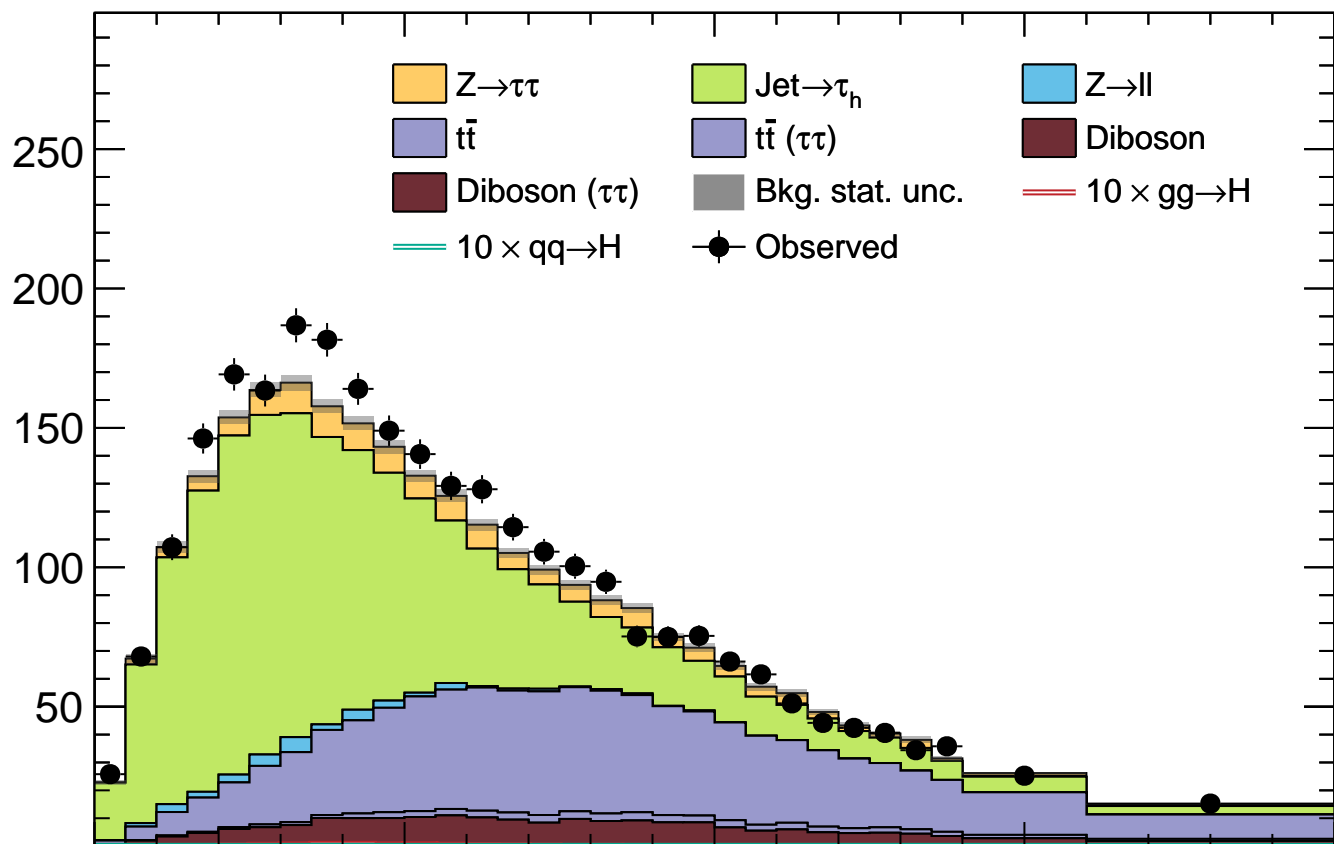 Z→ττ Jet→τh Z→ll
tt̄ tt̄ (ττ) Diboson
Diboson (ττ) Bkg. stat. unc. 10 × gg→H
10 × qq→H Observed
250
200
150
100
50